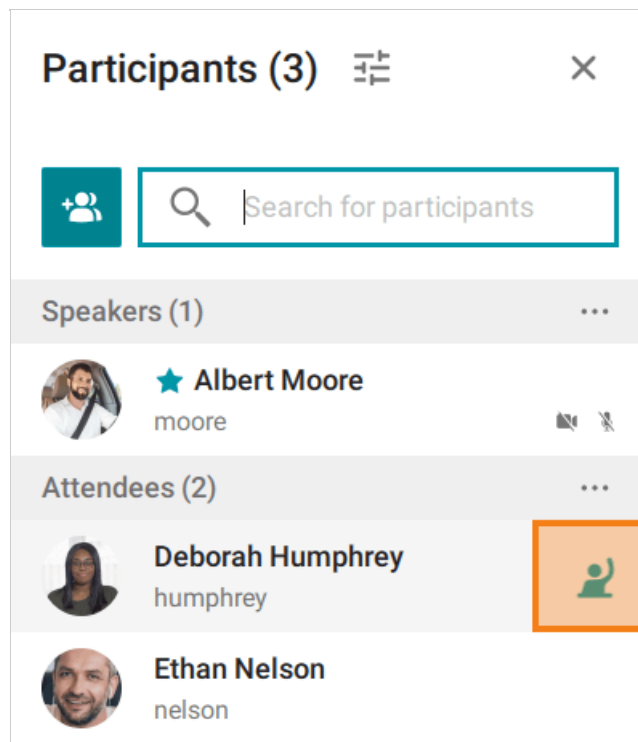 Participants (3)
Search for participants
Speakers (1)
Albert Moore
moore
Attendees (2)
Deborah Humphrey
humphrey
Ethan Nelson
nelson